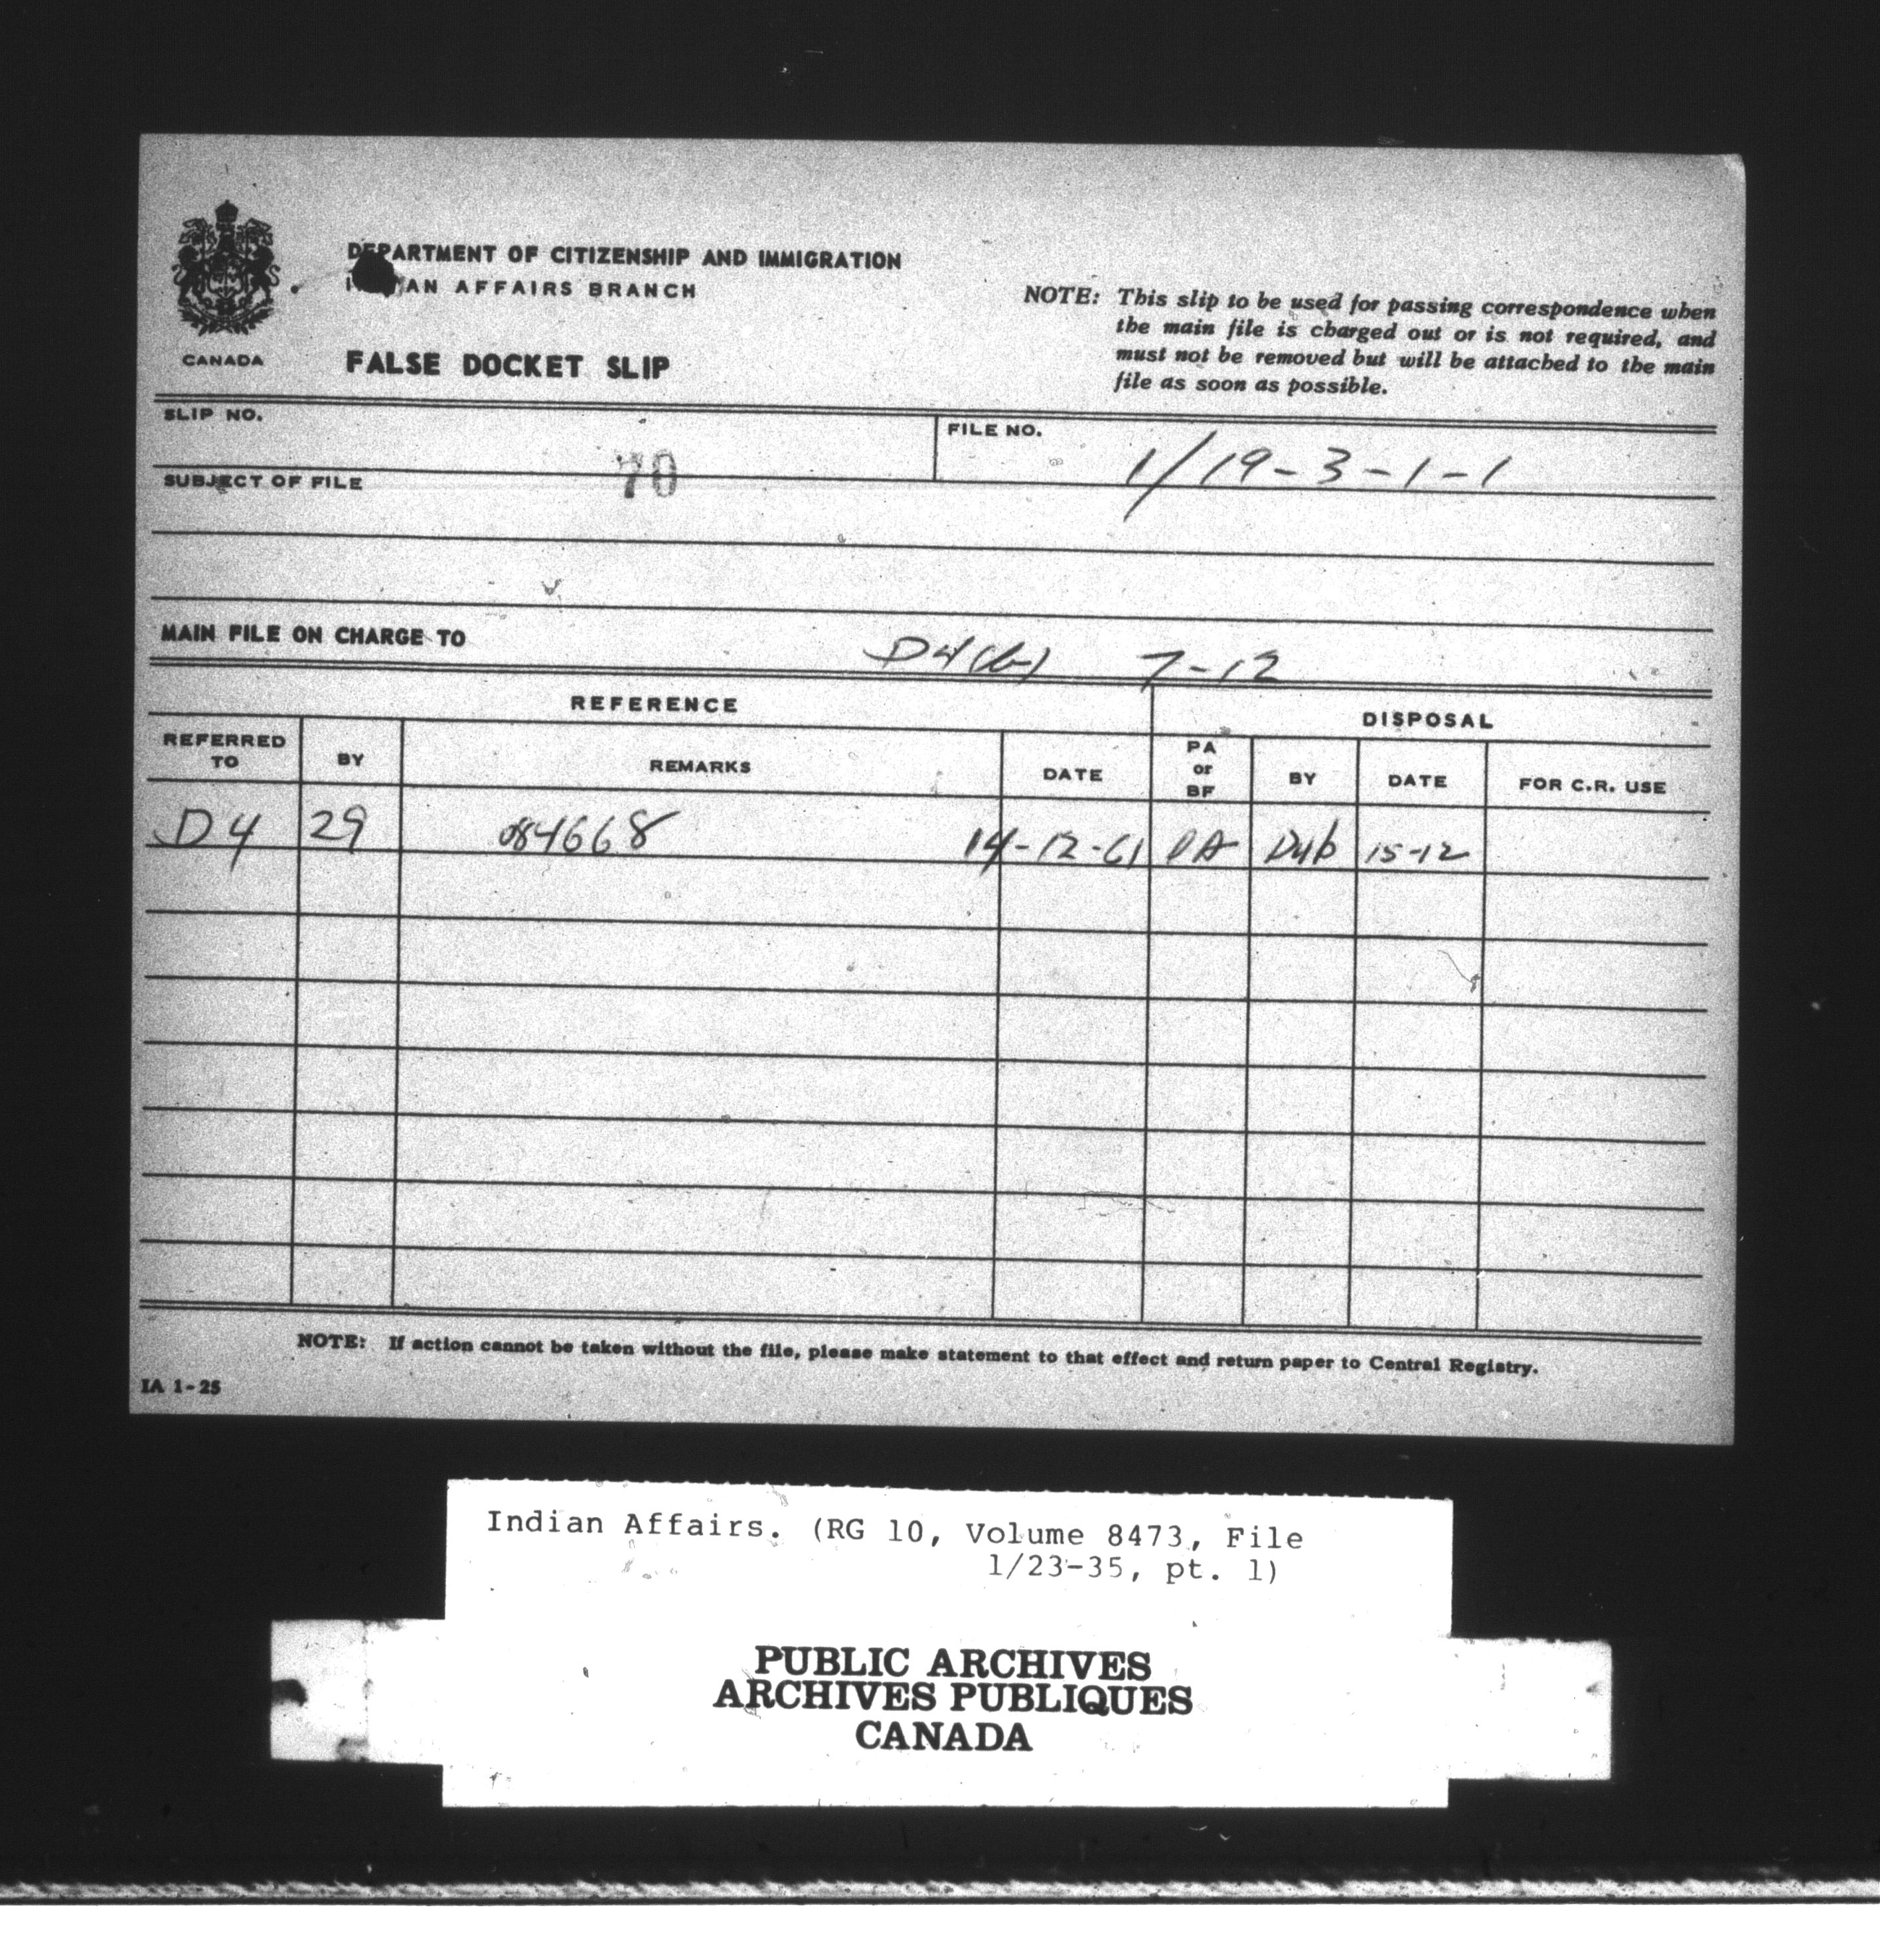 DEPARTMENT OF CITIZENSHIP AND IMMIGRATION
INDIAN AFFAIRS BRANCH
CANADA
FALSE DOCKET SLIP
NOTE: This slip to be used for passing correspondence when
the main file is charged out or is not required, and
must not be removed but will be attached to the main
file as soon as possible.
SLIP NO.
70
FILE NO.
1/19-3-1-1
SUBJECT OF FILE
MAIN FILE ON CHARGE TO
D4(b) 7-12
REFERENCE
DISPOSAL
REFERRED TO
BY
REMARKS
DATE
PA or BF
BY
DATE
FOR C.R. USE
D4 29 084668 14-12-61 PA D4b 15-12
NOTE: If action cannot be taken without the file, please make statement to that effect and return paper to Central Registry.
IA 1-25
Indian Affairs. (RG 10, Volume 8473, File
1/23-35, pt. 1)
PUBLIC ARCHIVES
ARCHIVES PUBLIQUES
CANADA